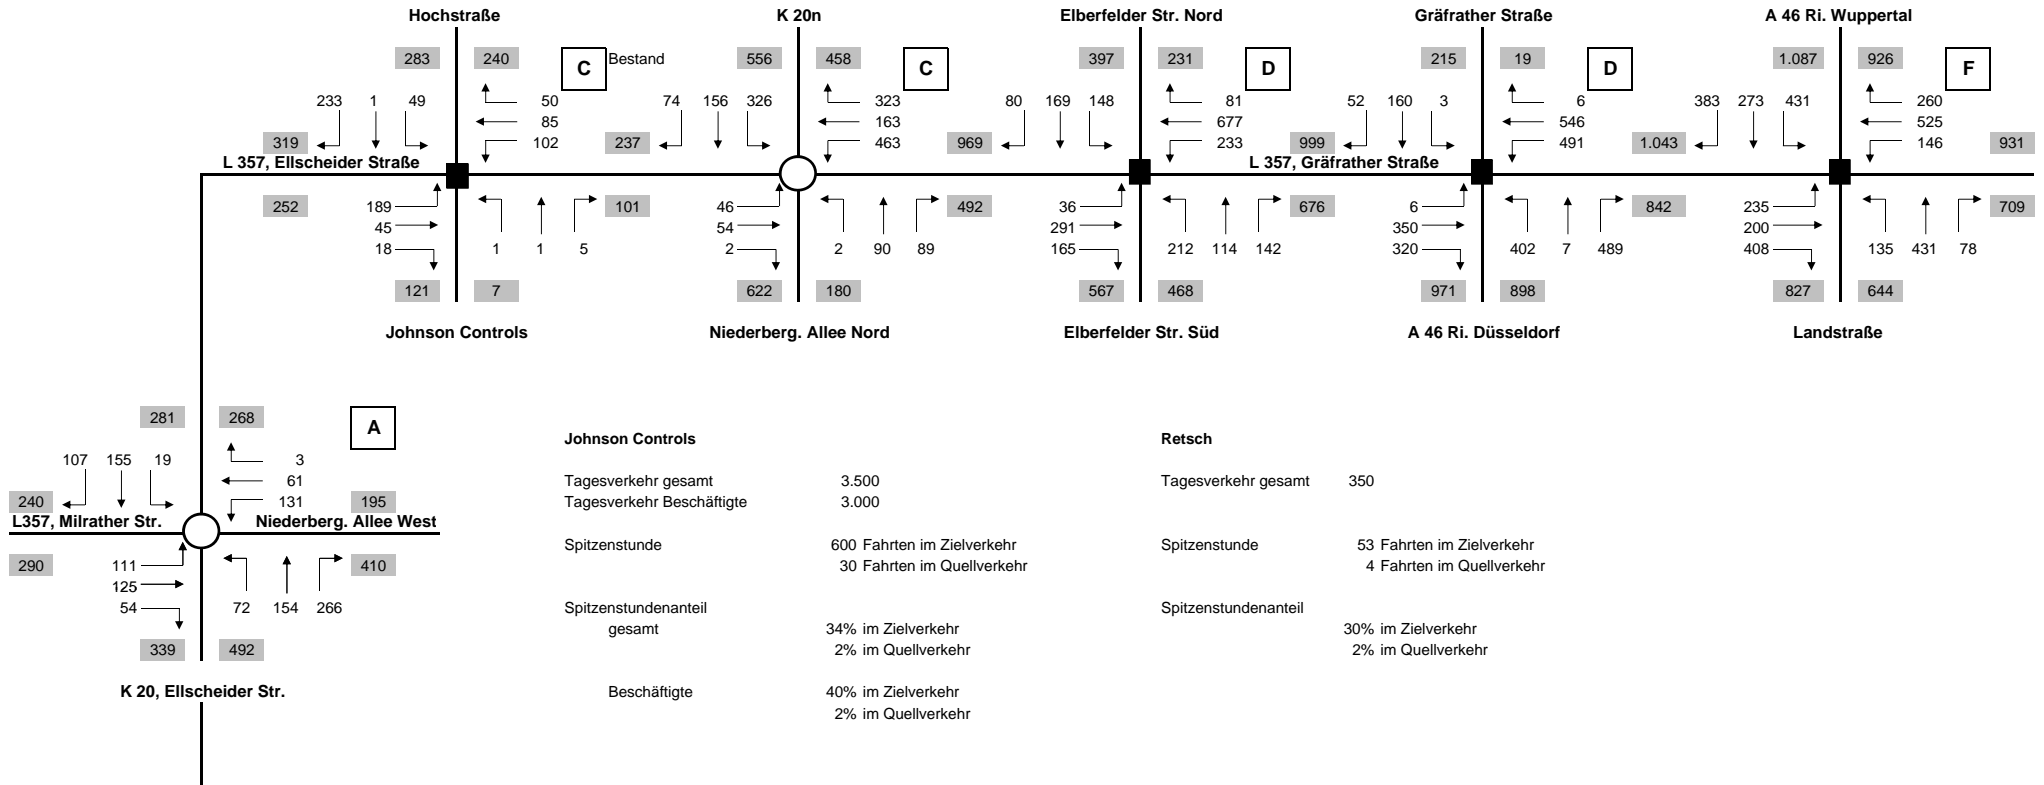 Hochstraße K 20n Elberfelder Str. Nord Gräfrather Straße A 46 Ri. Wuppertal
283 240 C Bestand 556 458 C 397 231 D 215 19 D 1.087 926 F
233 1 49 50 74 156 326 323 80 169 148 81 52 160 3 6 383 273 431 260
85 163 677 546 525
319 102 237 463 969 233 999 491 1.043 146 931
L 357, Ellscheider Straße L 357, Gräfrather Straße
252 189 101 46 492 36 676 6 842 235 709
45 54 291 350 200
18 1 1 5 2 2 90 89 165 212 114 142 320 402 7 489 408 135 431 78
121 7 622 180 567 468 971 898 827 644
Johnson Controls Niederberg. Allee Nord Elberfelder Str. Süd A 46 Ri. Düsseldorf Landstraße
281 268 A
107 155 19 3
61
240 131 195
L357, Milrather Str. Niederberg. Allee West
290 111 410
125
54 72 154 266
339 492
K 20, Ellscheider Str.
Johnson Controls
Tagesverkehr gesamt 3.500
Tagesverkehr Beschäftigte 3.000
Spitzenstunde 600 Fahrten im Zielverkehr
30 Fahrten im Quellverkehr
Spitzenstundenanteil
gesamt 34% im Zielverkehr
2% im Quellverkehr
Beschäftigte 40% im Zielverkehr
2% im Quellverkehr
Retsch
Tagesverkehr gesamt 350
Spitzenstunde 53 Fahrten im Zielverkehr
4 Fahrten im Quellverkehr
Spitzenstundenanteil
30% im Zielverkehr
2% im Quellverkehr